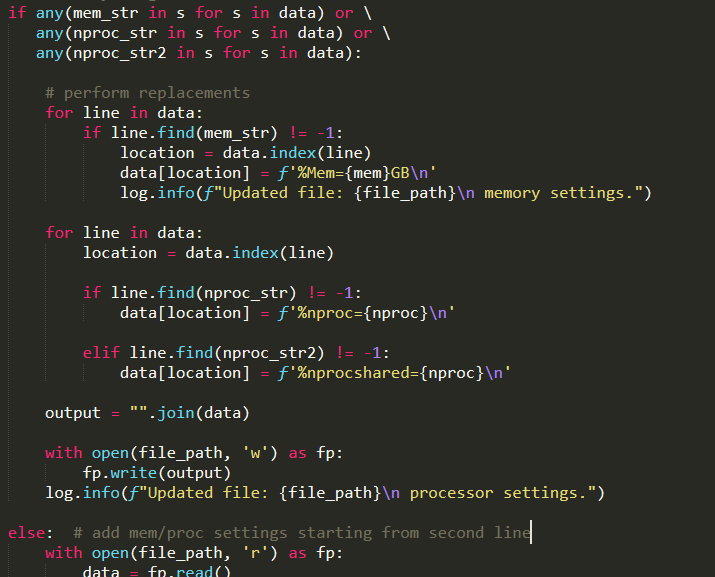 if any(mem_str in s for s in data) or \
any(nproc_str in s for s in data) or \
any(nproc_str2 in s for s in data):
# perform replacements
for line in data:
if line.find(mem_str) != -1:
location = data.index(line)
data[location] = f'%Mem={mem}GB\n'
log.info(f"Updated file: {file_path}\n memory settings.")
for line in data:
location = data.index(line)
if line.find(nproc_str) != -1:
data[location] = f'%nproc={nproc}\n'
elif line.find(nproc_str2) != -1:
data[location] = f'%nprocshared={nproc}\n'
output = "".join(data)
with open(file_path, 'w') as fp:
fp.write(output)
log.info(f"Updated file: {file_path}\n processor settings.")
else:  # add mem/proc settings starting from second line
with open(file_path, 'r') as fp:
data = fp.read()